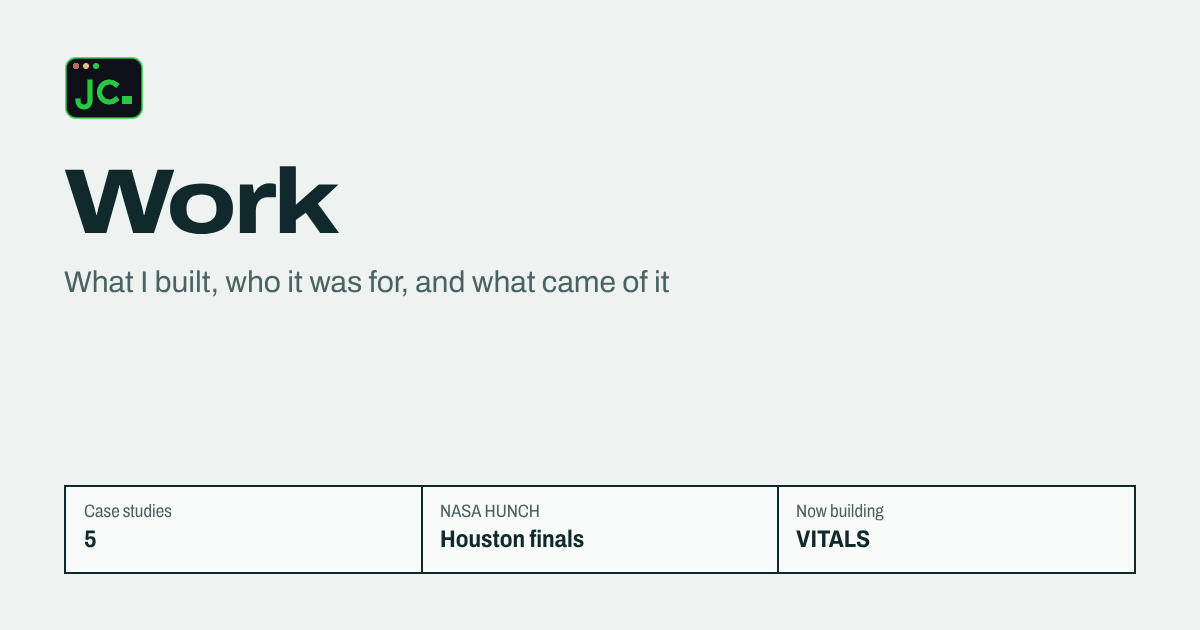 JC.
Work
What I built, who it was for, and what came of it
Case studies
5
NASA HUNCH
Houston finals
Now building
VITALS